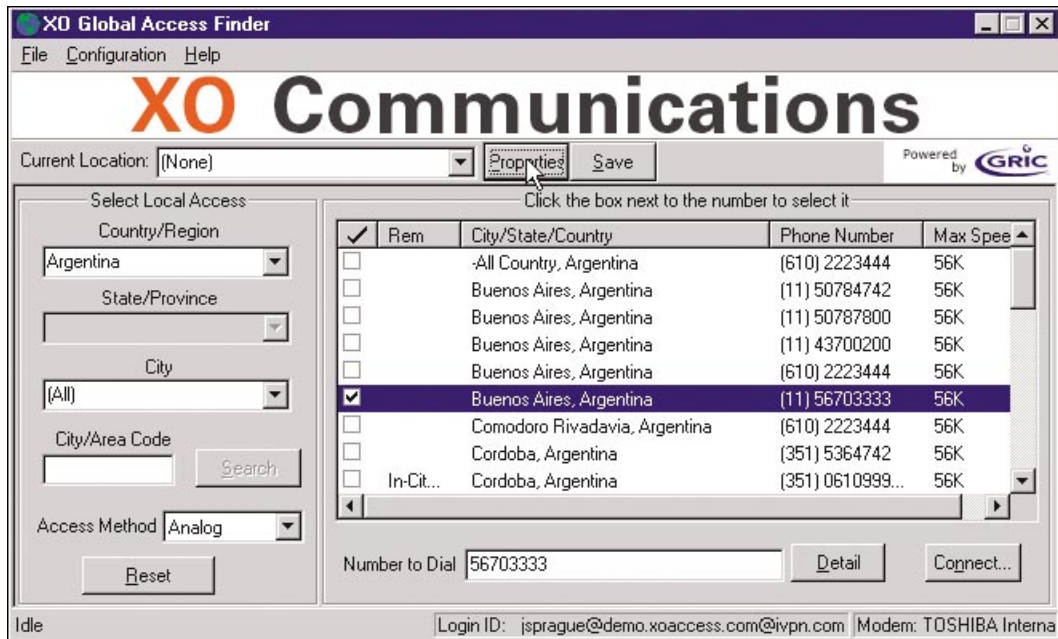 XO Global Access Finder
File Configuration Help
XO Communications
Current Location: (None) Properties Save Powered by GRIC
Select Local Access
Country/Region
Argentina
State/Province
City
(All)
City/Area Code
Search
Access Method Analog
Reset
Click the box next to the number to select it
Rem City/State/Country Phone Number Max Spee
-All Country, Argentina (610) 2223444 56K
Buenos Aires, Argentina (11) 50784742 56K
Buenos Aires, Argentina (11) 50787800 56K
Buenos Aires, Argentina (11) 43700200 56K
Buenos Aires, Argentina (610) 2223444 56K
Buenos Aires, Argentina (11) 56703333 56K
Comodoro Rivadavia, Argentina (610) 2223444 56K
Cordoba, Argentina (351) 5364742 56K
In-Cit... Cordoba, Argentina (351) 0610999... 56K
Number to Dial 56703333 Detail Connect...
Idle Login ID: jsprague@demo.xoaccess.com@ivpn.com Modem: TOSHIBA Interna